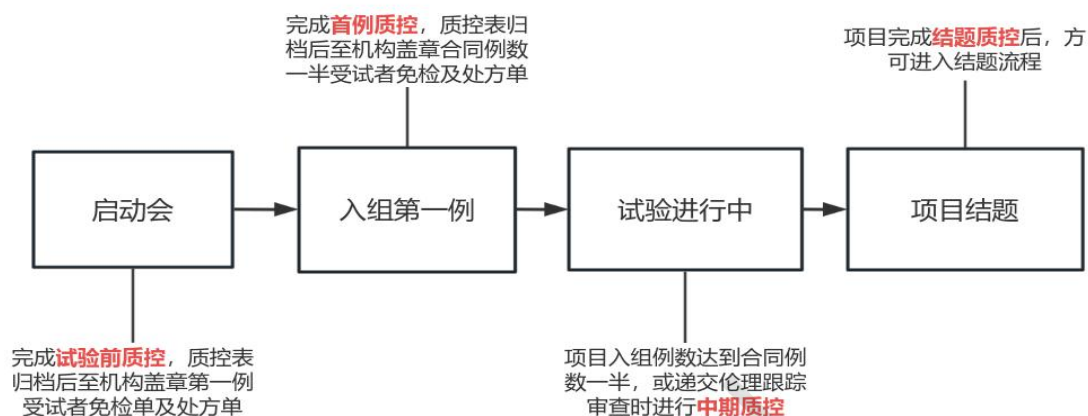 完成首例质控，质控表归
档后至机构盖章合同例数
一半受试者免检及处方单
项目完成结题质控后，方
可进入结题流程
启动会
入组第一例
试验进行中
项目结题
完成试验前质控，质控表
归档后至机构盖章第一例
受试者免检单及处方单
项目入组例数达到合同例
数一半，或递交伦理跟踪
审查时进行中期质控